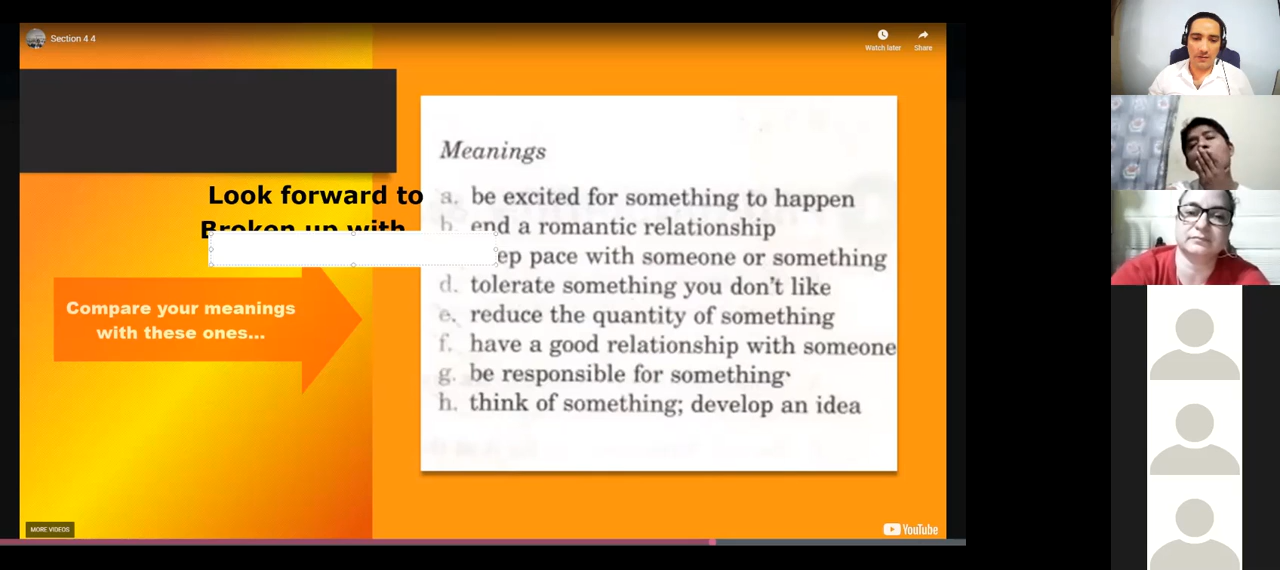 Section 4 4
Watch later
Share
Meanings
Look forward to
a. be excited for something to happen
Broken up with
b. end a romantic relationship
ep pace with someone or something
d. tolerate something you don't like
Compare your meanings
with these ones...
e. reduce the quantity of something
f. have a good relationship with someone
g. be responsible for something
h. think of something; develop an idea
MORE VIDEOS
YouTube